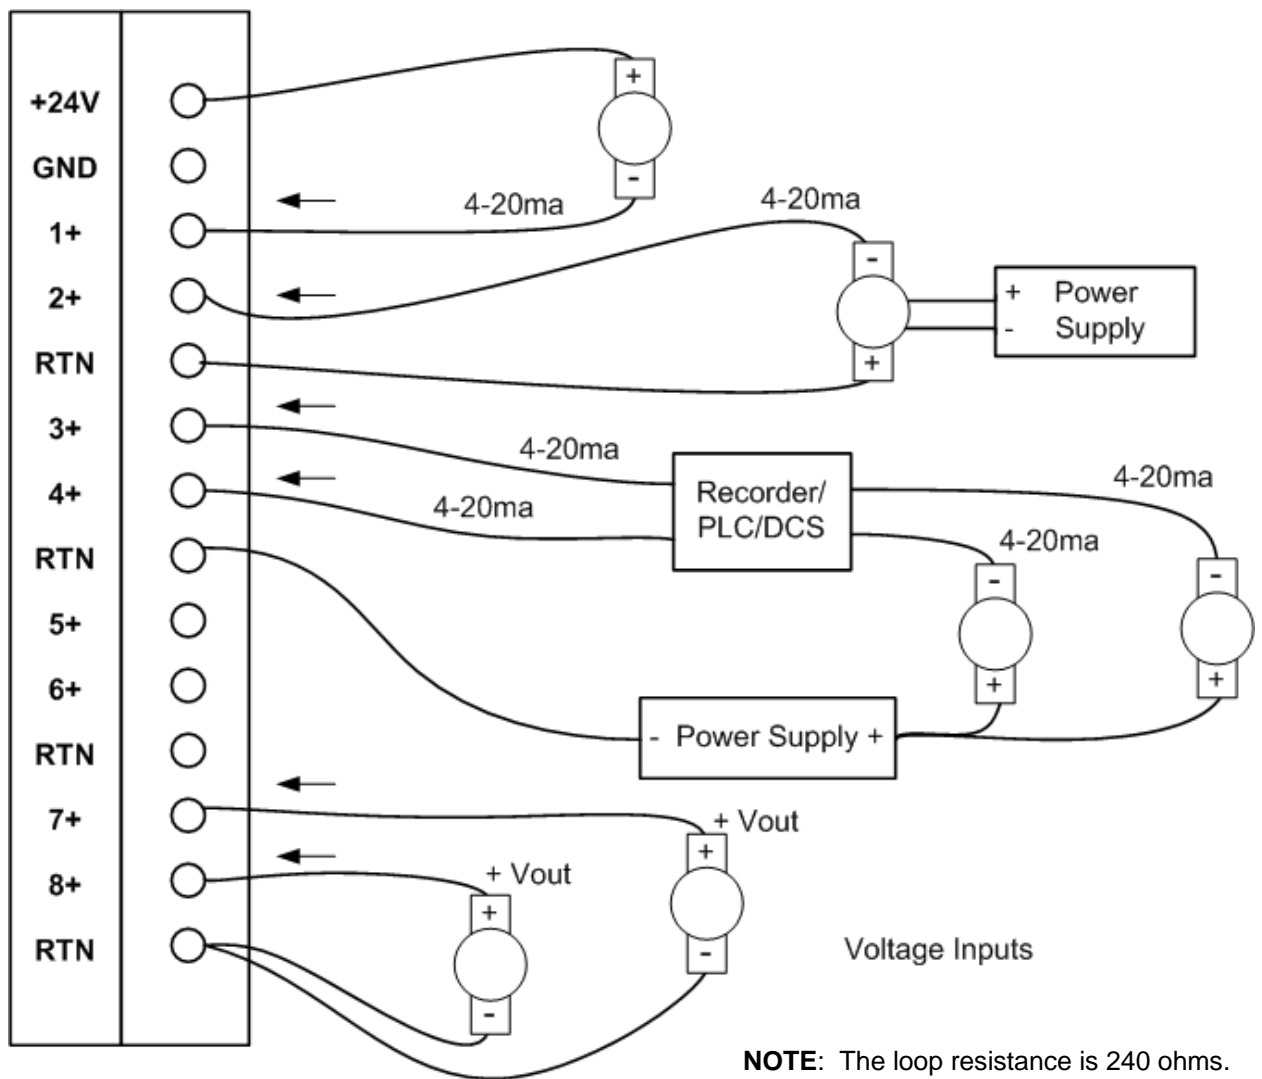 +24V
GND
1+
2+
RTN
3+
4+
RTN
5+
6+
RTN
7+
8+
RTN
+
-
4-20ma
4-20ma
-
+
+ Power
- Supply
4-20ma
4-20ma
Recorder/
PLC/DCS
4-20ma
4-20ma
-
+
-
+
- Power Supply +
+ Vout
+
-
+ Vout
+
-
Voltage Inputs
NOTE: The loop resistance is 240 ohms.